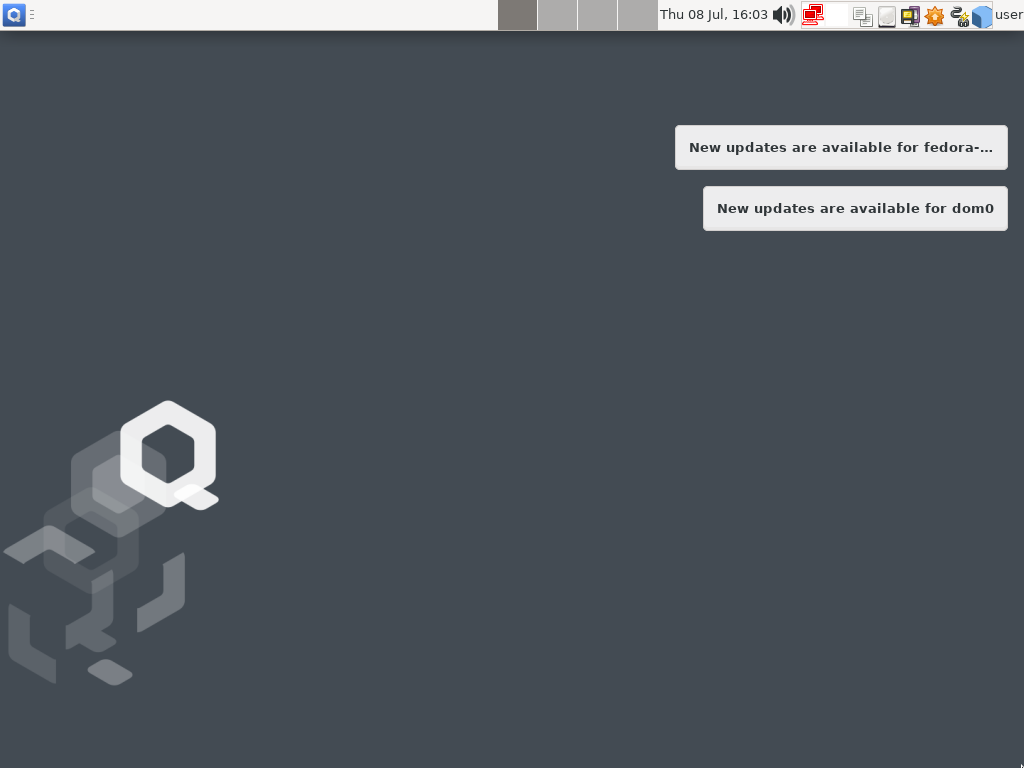 Thu 08 Jul, 16:03
user
New updates are available for fedora-...
New updates are available for dom0